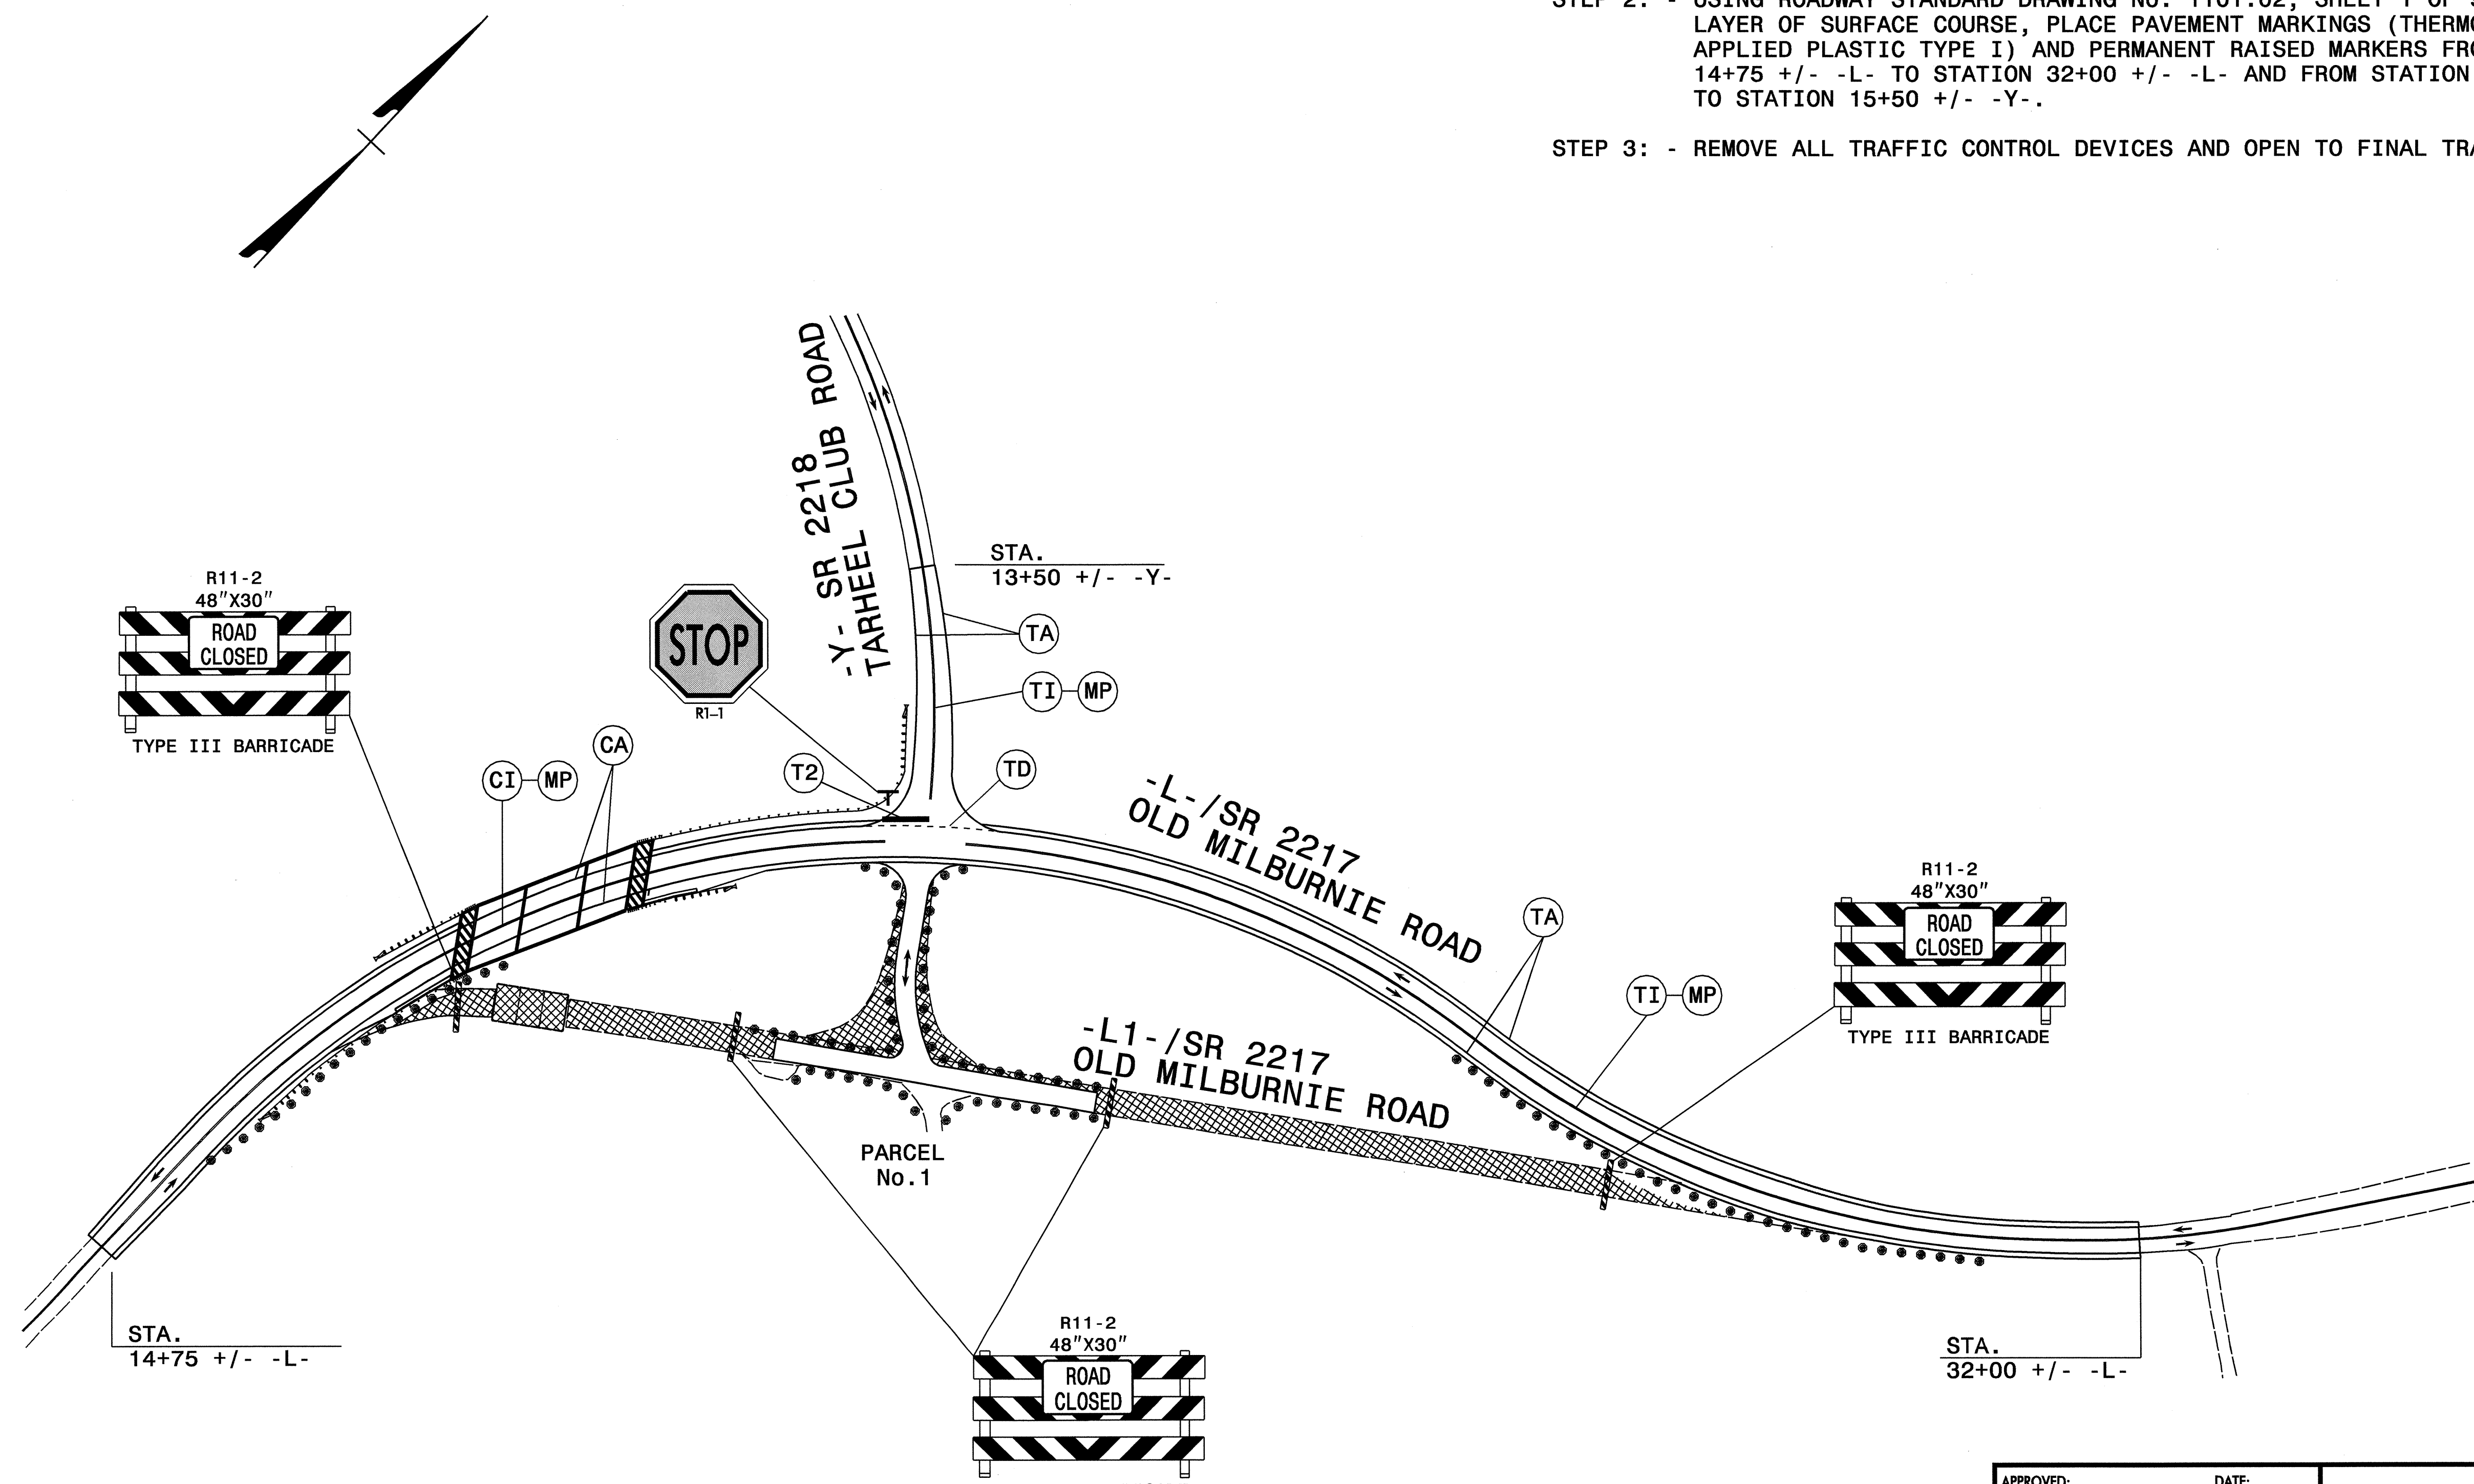 LAYER OF SURFACE COURSE, PLACE PAVEMENT MARKINGS
APPLIED PLASTIC TYPE I) AND PERMANENT RAISED MARKERS
14+75 +/- -L- TO STATION 32+00 +/- -L- AND FROM STATION
TO STATION 15+50 +/- -Y-.
STEP 3: - REMOVE ALL TRAFFIC CONTROL DEVICES AND OPEN TO FINAL
-Y- SR 2218
TARHEEL CLUB ROAD
STA.
13+50 +/- -Y-
R11-2
48"X30"
ROAD
CLOSED
TYPE III BARRICADE
STOP
R1-1
TA
TI MP
CA
CI MP
T2
TD
-L-/SR 2217
OLD MILBURNIE ROAD
TA
TI MP
R11-2
48"X30"
ROAD
CLOSED
TYPE III BARRICADE
-L1-/SR 2217
OLD MILBURNIE ROAD
PARCEL
No.1
STA.
14+75 +/- -L-
STA.
32+00 +/- -L-
R11-2
48"X30"
ROAD
CLOSED
APPROVED: DATE: